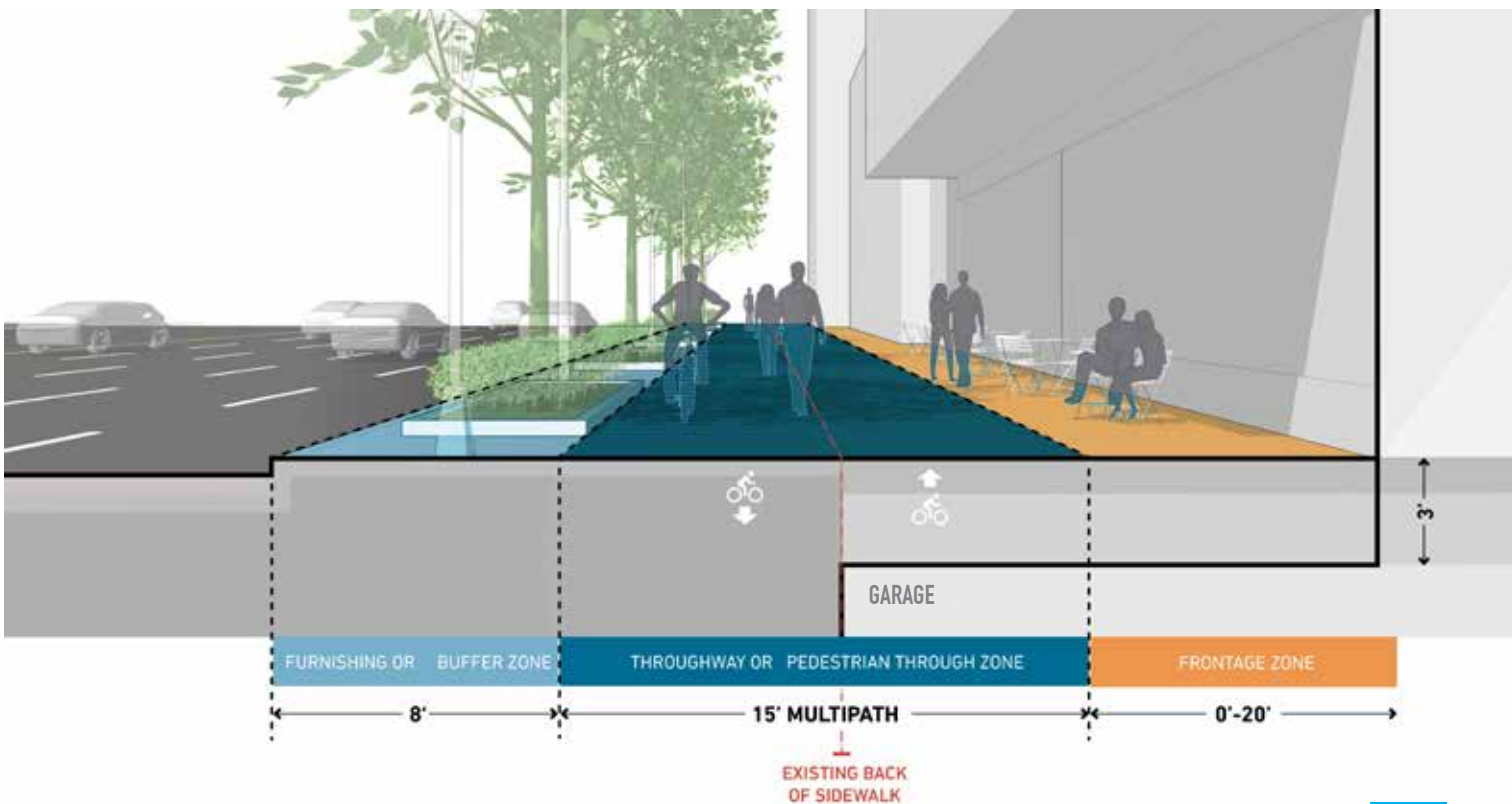 3'
GARAGE
FURNISHING OR BUFFER ZONE
THROUGHWAY OR PEDESTRIAN THROUGH ZONE
FRONTAGE ZONE
8'
15' MULTIPATH
0'-20'
EXISTING BACK
OF SIDEWALK